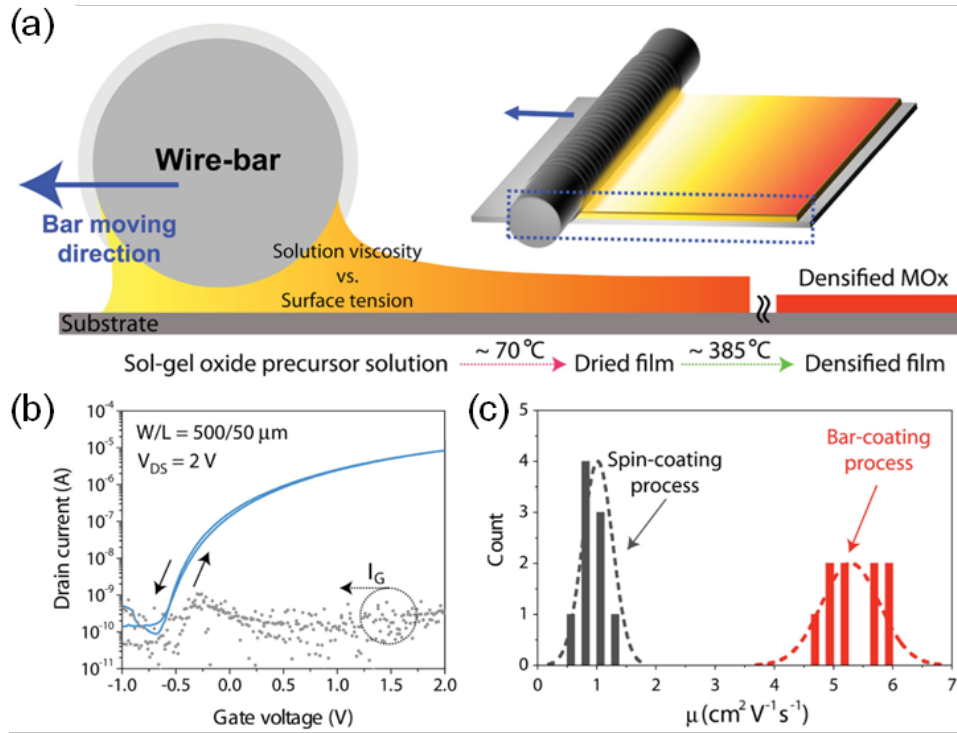 (a)
Wire-bar
Bar moving
direction
Solution viscosity
vs.
Surface tension
Densified MOx
Substrate
Sol-gel oxide precursor solution ~ 70 °C Dried film ~ 385 °C Densified film
(b)
10⁻⁴
10⁻⁵
10⁻⁶
10⁻⁷
10⁻⁸
10⁻⁹
10⁻¹⁰
10⁻¹¹
Drain current (A)
W/L = 500/50 μm
V_DS = 2 V
I_G
-1.0 -0.5 0.0 0.5 1.0 1.5 2.0
Gate voltage (V)
(c)
5
4
3
2
1
0
Count
Spin-coating
process
Bar-coating
process
0 1 2 3 4 5 6 7
μ (cm² V⁻¹ s⁻¹)